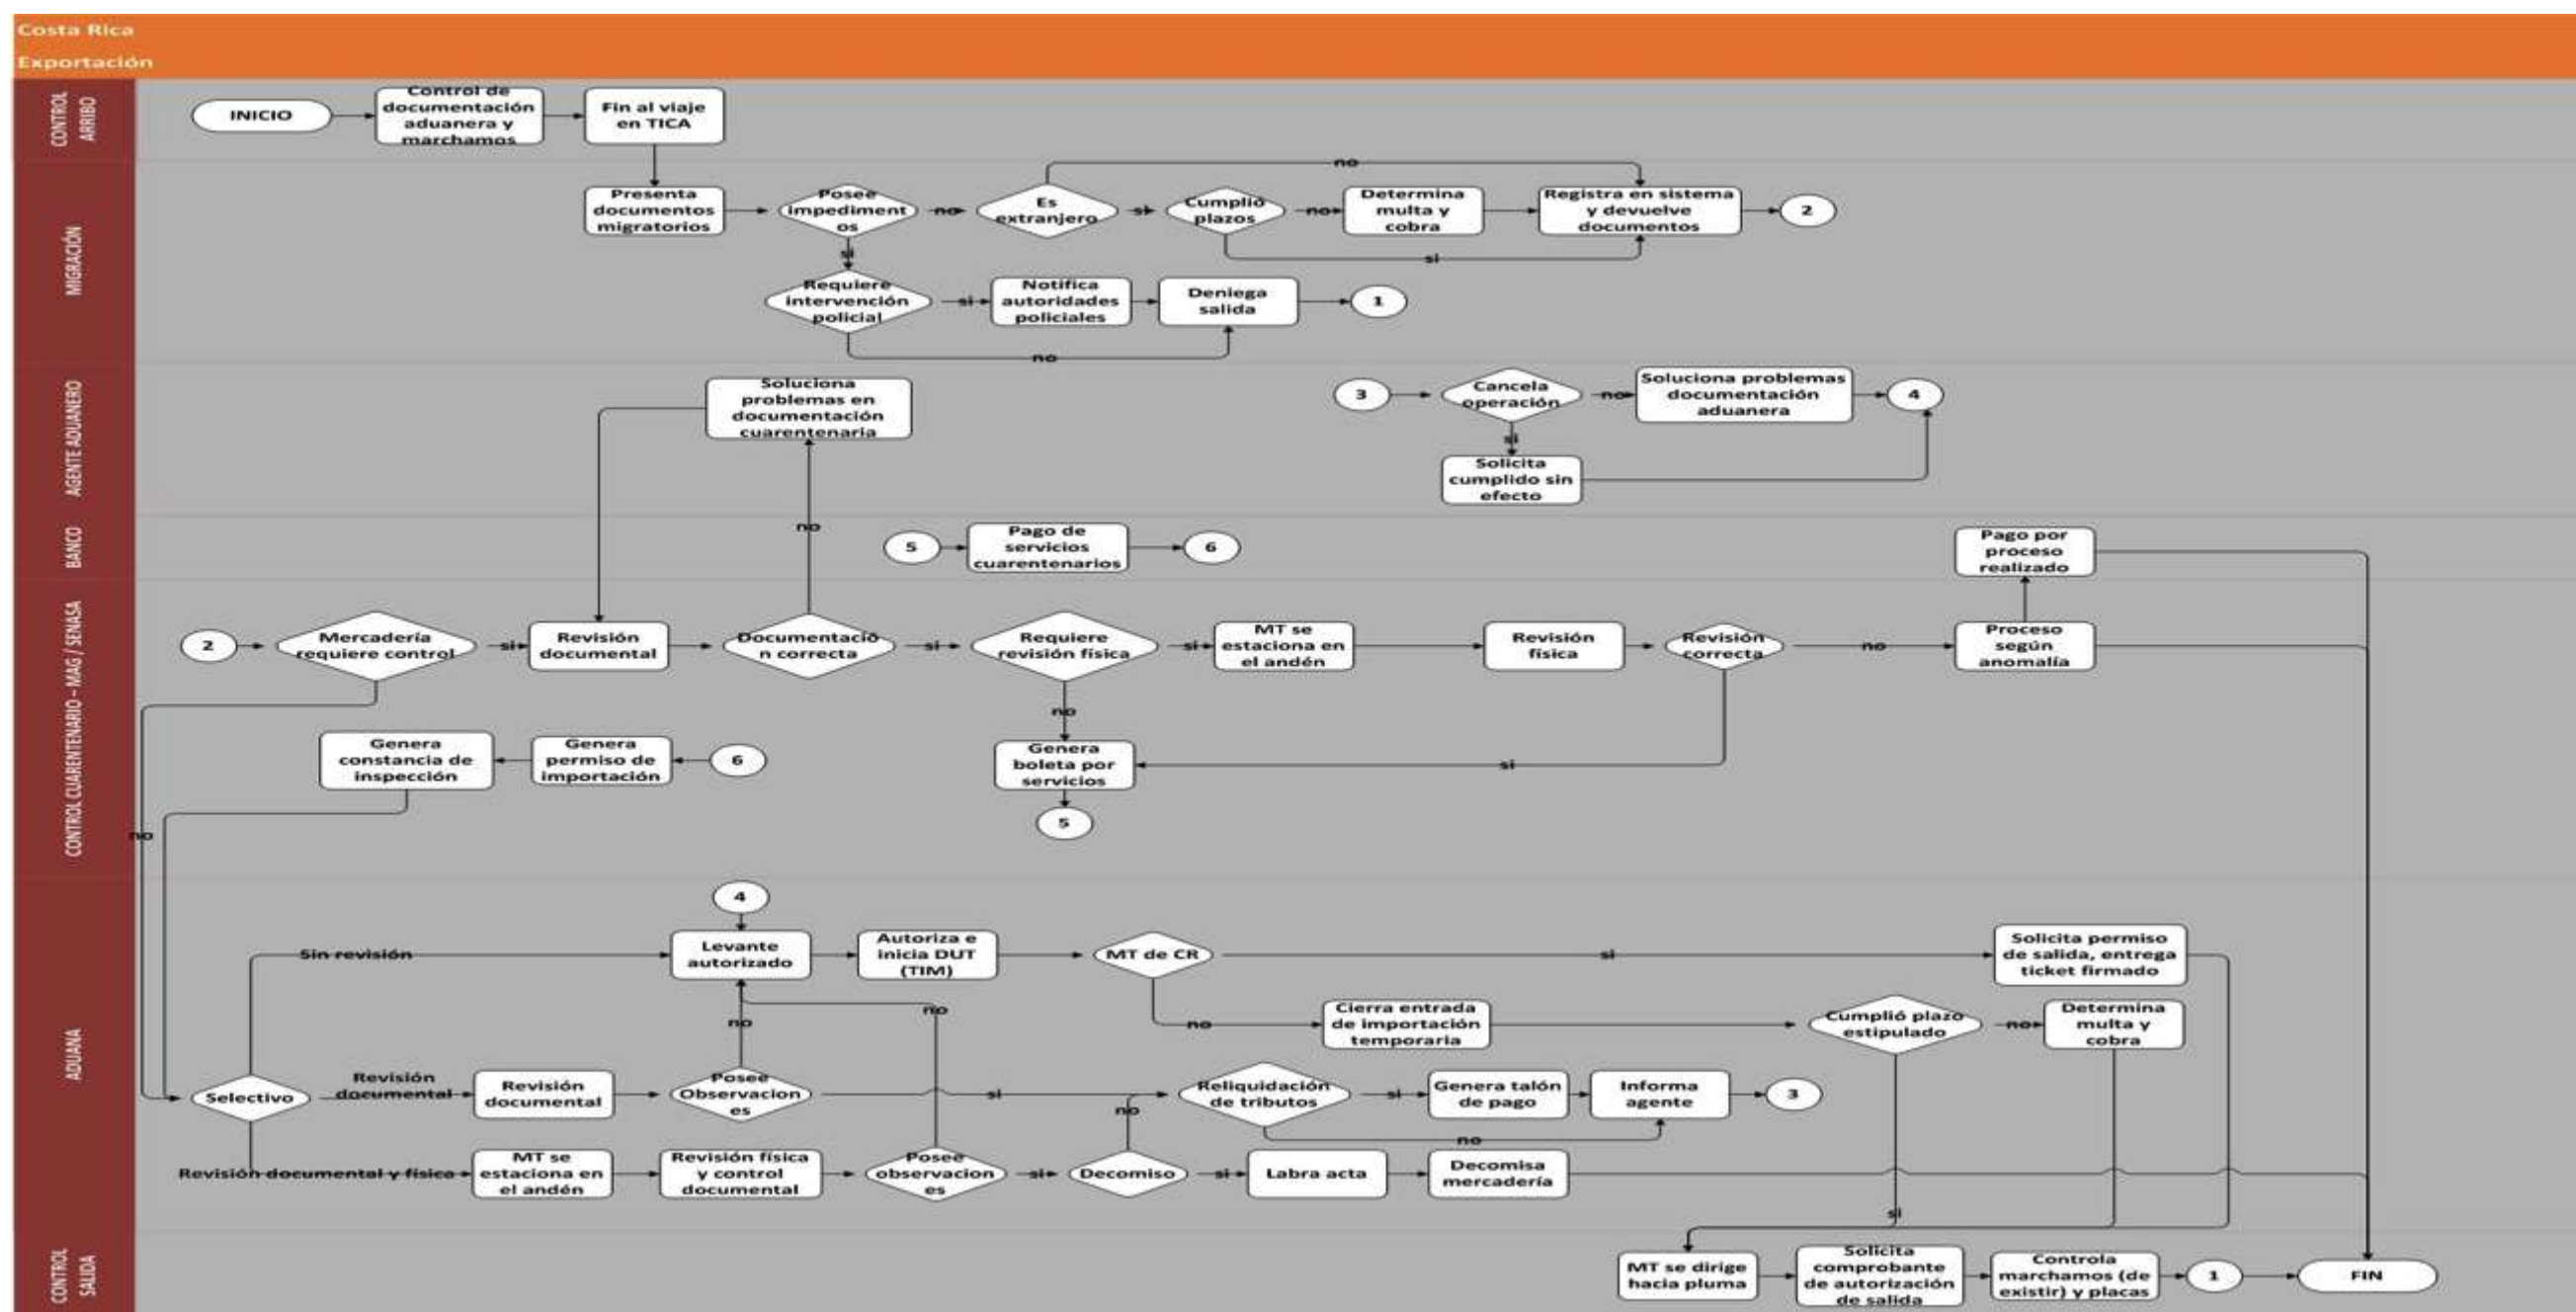 Costa Rica
Exportación
CONTROL
ARRIBO
INICIO
Control de
documentación
aduanera y
marchamos
Fin al viaje
en TICA
MIGRACIÓN
Presenta
documentos
migratorios
Posee
impediment
os
no
Es
extranjero
no
si
Cumplió
plazos
no
Determina
multa y
cobra
Registra en sistema
y devuelve
documentos
2
si
si
Requiere
intervención
policial
si
Notifica
autoridades
policiales
Deniega
salida
1
no
AGENTE ADUANERO
Soluciona
problemas en
documentación
cuarentenaria
3
Cancela
operación
no
Soluciona problemas
documentación
aduanera
4
si
Solicita
cumplido sin
efecto
BANCO
no
5
Pago de
servicios
cuarentenarios
6
Pago por
proceso
realizado
CONTROL CUARENTENARIO - MAG / SENASA
2
Mercadería
requiere control
si
Revisión
documental
Documentació
n correcta
si
Requiere
revisión física
si
MT se
estaciona en
el andén
Revisión
física
Revisión
correcta
no
Proceso
según
anomalía
no
Genera
constancia de
inspección
Genera
permiso de
importación
6
Genera
boleta por
servicios
si
5
no
ADUANA
4
Sin revisión
Levante
autorizado
Autoriza e
inicia DUT
(TIM)
MT de CR
si
Solicita permiso
de salida, entrega
ticket firmado
no
no
no
Cierra entrada
de importación
temporaria
Cumplió plazo
estipulado
no
Determina
multa y
cobra
Selectivo
Revisión
documental
Revisión
documental
Posee
Observacion
es
si
no
Reliquidación
de tributos
si
Genera talón
de pago
Informa
agente
3
no
Revisión documental y física
MT se
estaciona en
el andén
Revisión física
y control
documental
Posee
observacion
es
si
Decomiso
si
Labra acta
Decomisa
mercadería
si
CONTROL
SALIDA
MT se dirige
hacia pluma
Solicita
comprobante
de autorización
de salida
Controla
marchamos (de
existir) y placas
1
FIN